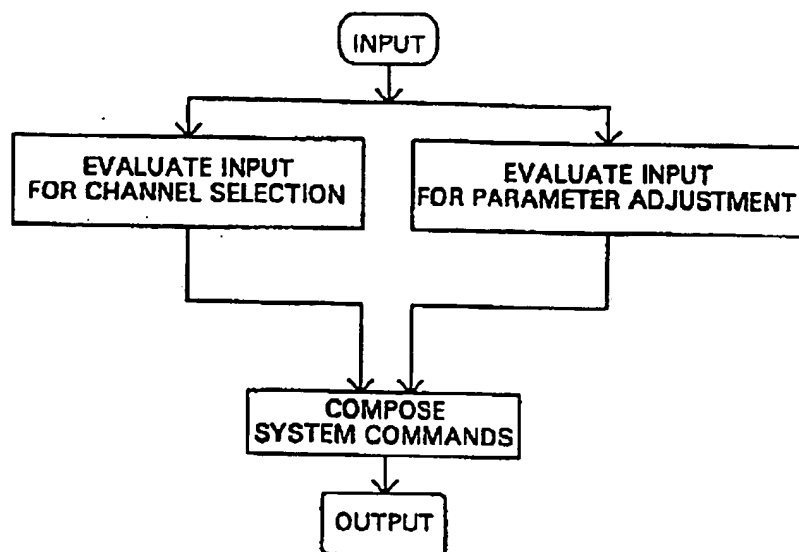 INPUT
EVALUATE INPUT
FOR CHANNEL SELECTION
EVALUATE INPUT
FOR PARAMETER ADJUSTMENT
COMPOSE
SYSTEM COMMANDS
OUTPUT